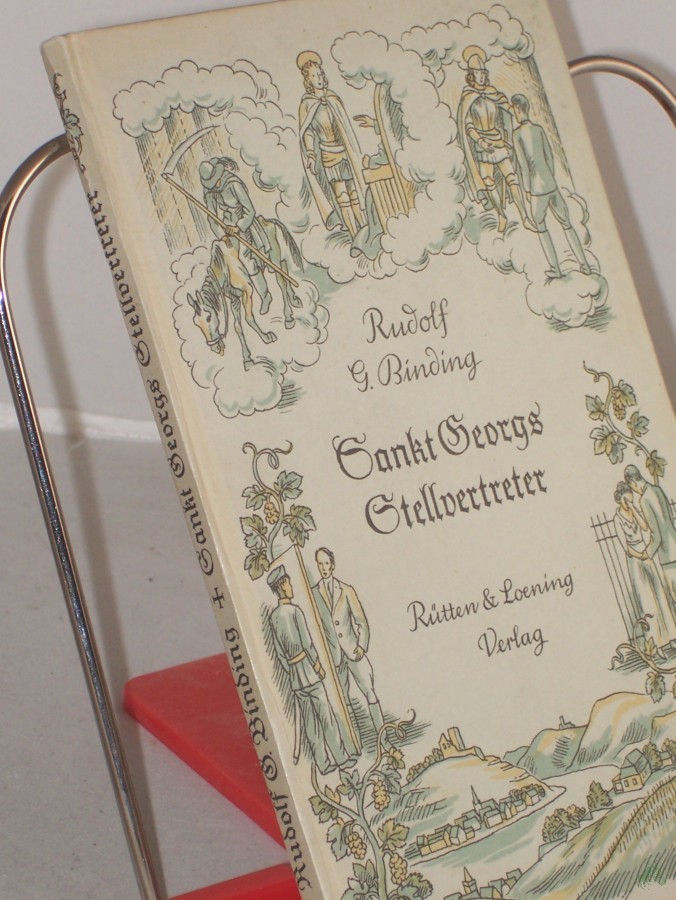 Rudolf
G. Binding
Sankt Georgs
Stellvertreter
Rütten & Loening
Verlag
Rudolf G. Binding + Sankt Georgs Stellvertreter